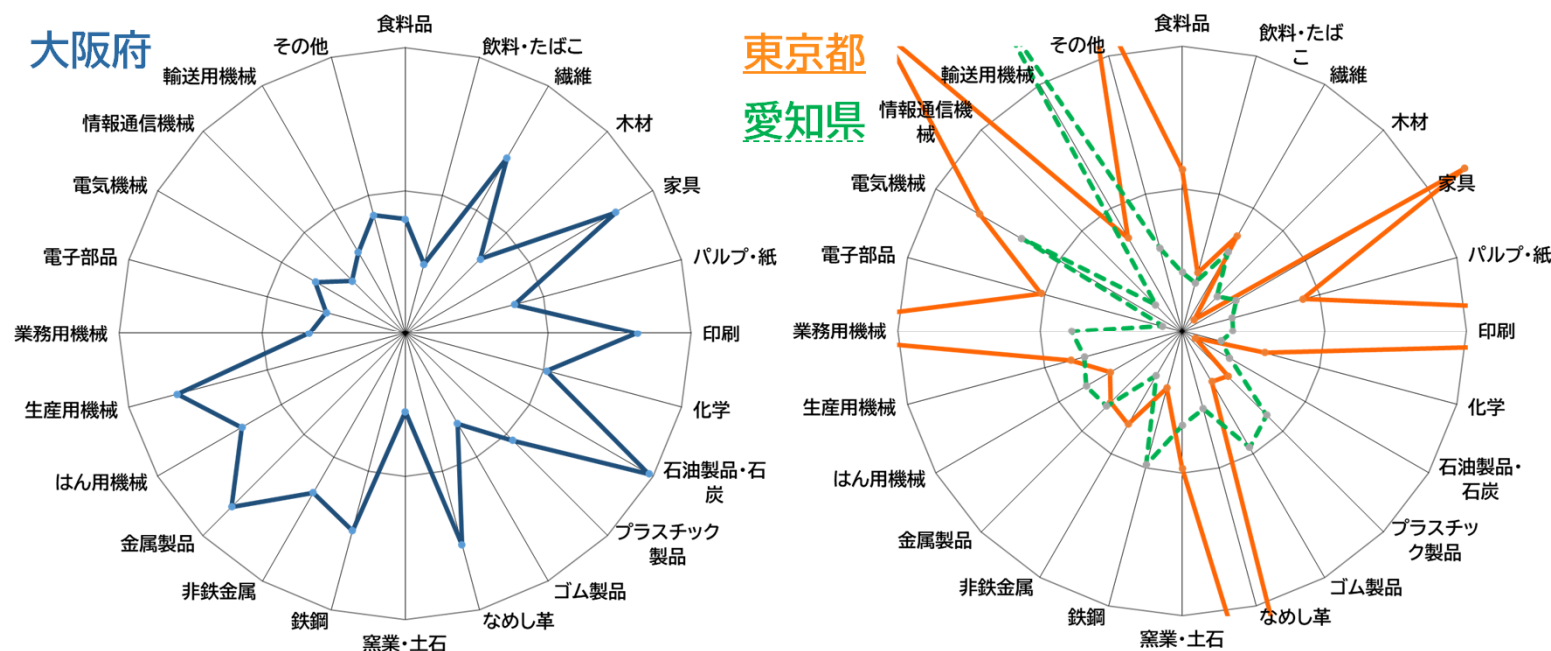 大阪府
食料品
飲料・たばこ
繊維
木材
家具
パルプ・紙
印刷
化学
石油製品・石
炭
プラスチック
製品
ゴム製品
なめし革
窯業・土石
鉄鋼
非鉄金属
金属製品
はん用機械
生産用機械
業務用機械
電子部品
電気機械
情報通信機械
輸送用機械
その他
東京都
愛知県
食料品
飲料・たば
こ
繊維
木材
家具
パルプ・紙
印刷
化学
石油製品・
石炭
プラスチッ
ク製品
ゴム製品
なめし革
窯業・土石
鉄鋼
非鉄金属
金属製品
はん用機械
生産用機械
業務用機械
電子部品
電気機械
情報通信機
械
輸送用機械
その他